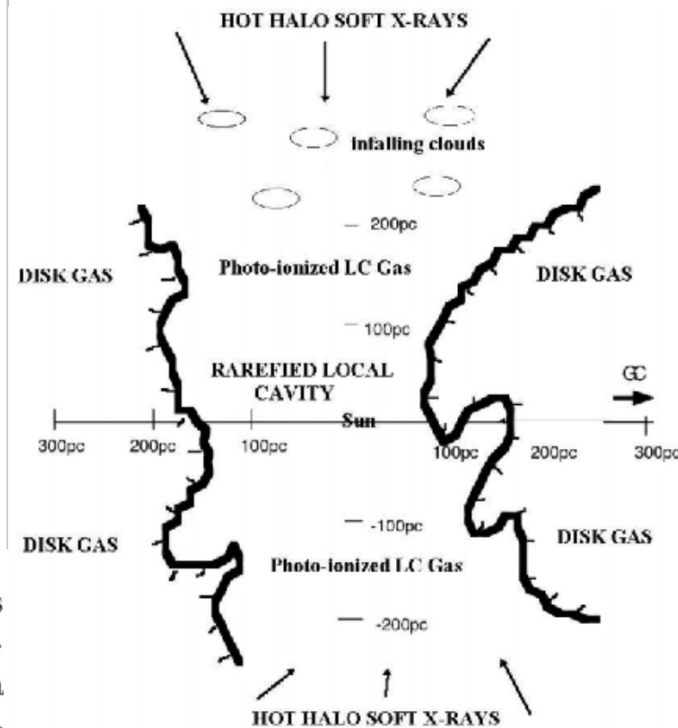 HOT HALO SOFT X-RAYS
infalling clouds
200pc
Photo-ionized LC Gas
DISK GAS
DISK GAS
100pc
RAREFIED LOCAL
CAVITY
GC
Sun
300pc
200pc
100pc
100pc
200pc
300pc
-100pc
DISK GAS
DISK GAS
Photo-ionized LC Gas
-200pc
HOT HALO SOFT X-RAYS